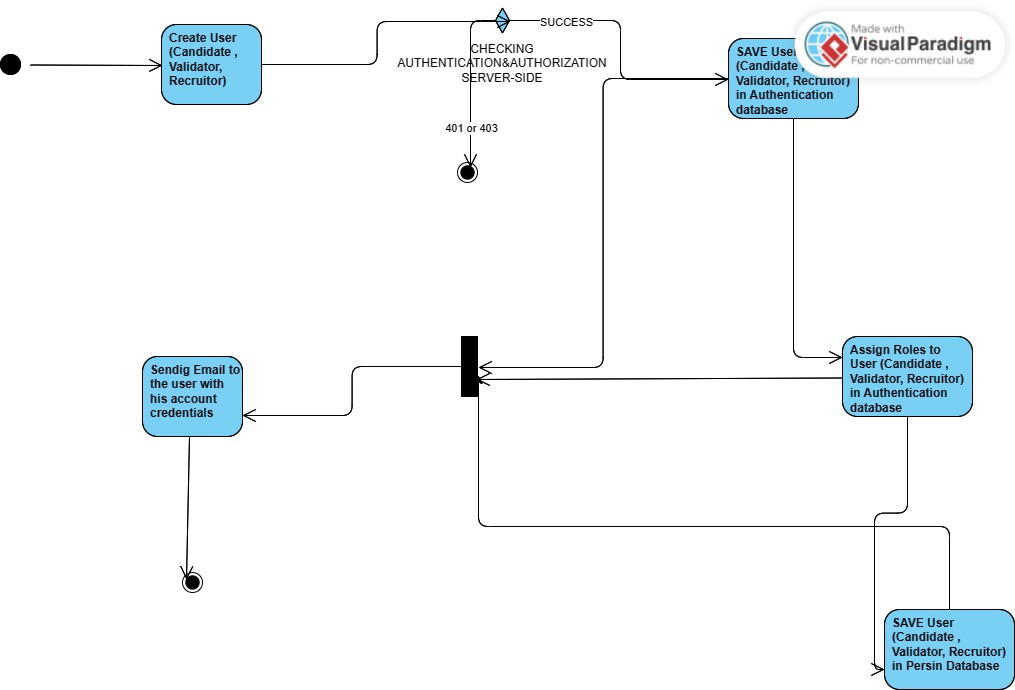 Create User
(Candidate ,
Validator,
Recruitor)
SUCCESS
CHECKING
AUTHENTICATION&AUTHORIZATION
SERVER-SIDE
401 or 403
SAVE User
(Candidate ,
Validator, Recruitor)
in Authentication
database
Made with
Visual Paradigm
For non-commercial use
Assign Roles to
User (Candidate ,
Validator, Recruitor)
in Authentication
database
Sendig Email to
the user with
his account
credentials
SAVE User
(Candidate ,
Validator, Recruitor)
in Persin Database